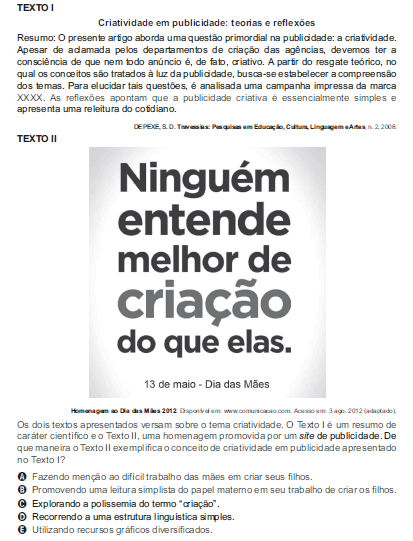 TEXTO I
Criatividade em publicidade: teorias e reflexões
Resumo: O presente artigo aborda uma questão primordial na publicidade: a criatividade.
Apesar de aclamada pelos departamentos de criação das agências, devemos ter a
consciência de que nem todo anúncio é, de fato, criativo. A partir do resgate teórico, no
qual os conceitos são tratados à luz da publicidade, busca-se estabelecer a compreensão
dos temas. Para elucidar tais questões, é analisada uma campanha impressa da marca
XXXX. As reflexões apontam que a publicidade criativa é essencialmente simples e
apresenta uma releitura do cotidiano.
DEPEXE, S. D. Travessias: Pesquisas em Educação, Cultura, Linguagem e Artes, n. 2, 2008.
TEXTO II
Ninguém
entende
melhor de
criação
do que elas.
13 de maio - Dia das Mães
Homenagem ao Dia das Mães 2012. Disponível em: www.comunicacao.com. Acesso em: 3 ago. 2012 (adaptado).
Os dois textos apresentados versam sobre o tema criatividade. O Texto I é um resumo de
caráter científico e o Texto II, uma homenagem promovida por um site de publicidade. De
que maneira o Texto II exemplifica o conceito de criatividade em publicidade apresentado
no Texto I?
A Fazendo menção ao difícil trabalho das mães em criar seus filhos.
B Promovendo uma leitura simplista do papel materno em seu trabalho de criar os filhos.
C Explorando a polissemia do termo “criação”.
D Recorrendo a uma estrutura linguística simples.
E Utilizando recursos gráficos diversificados.